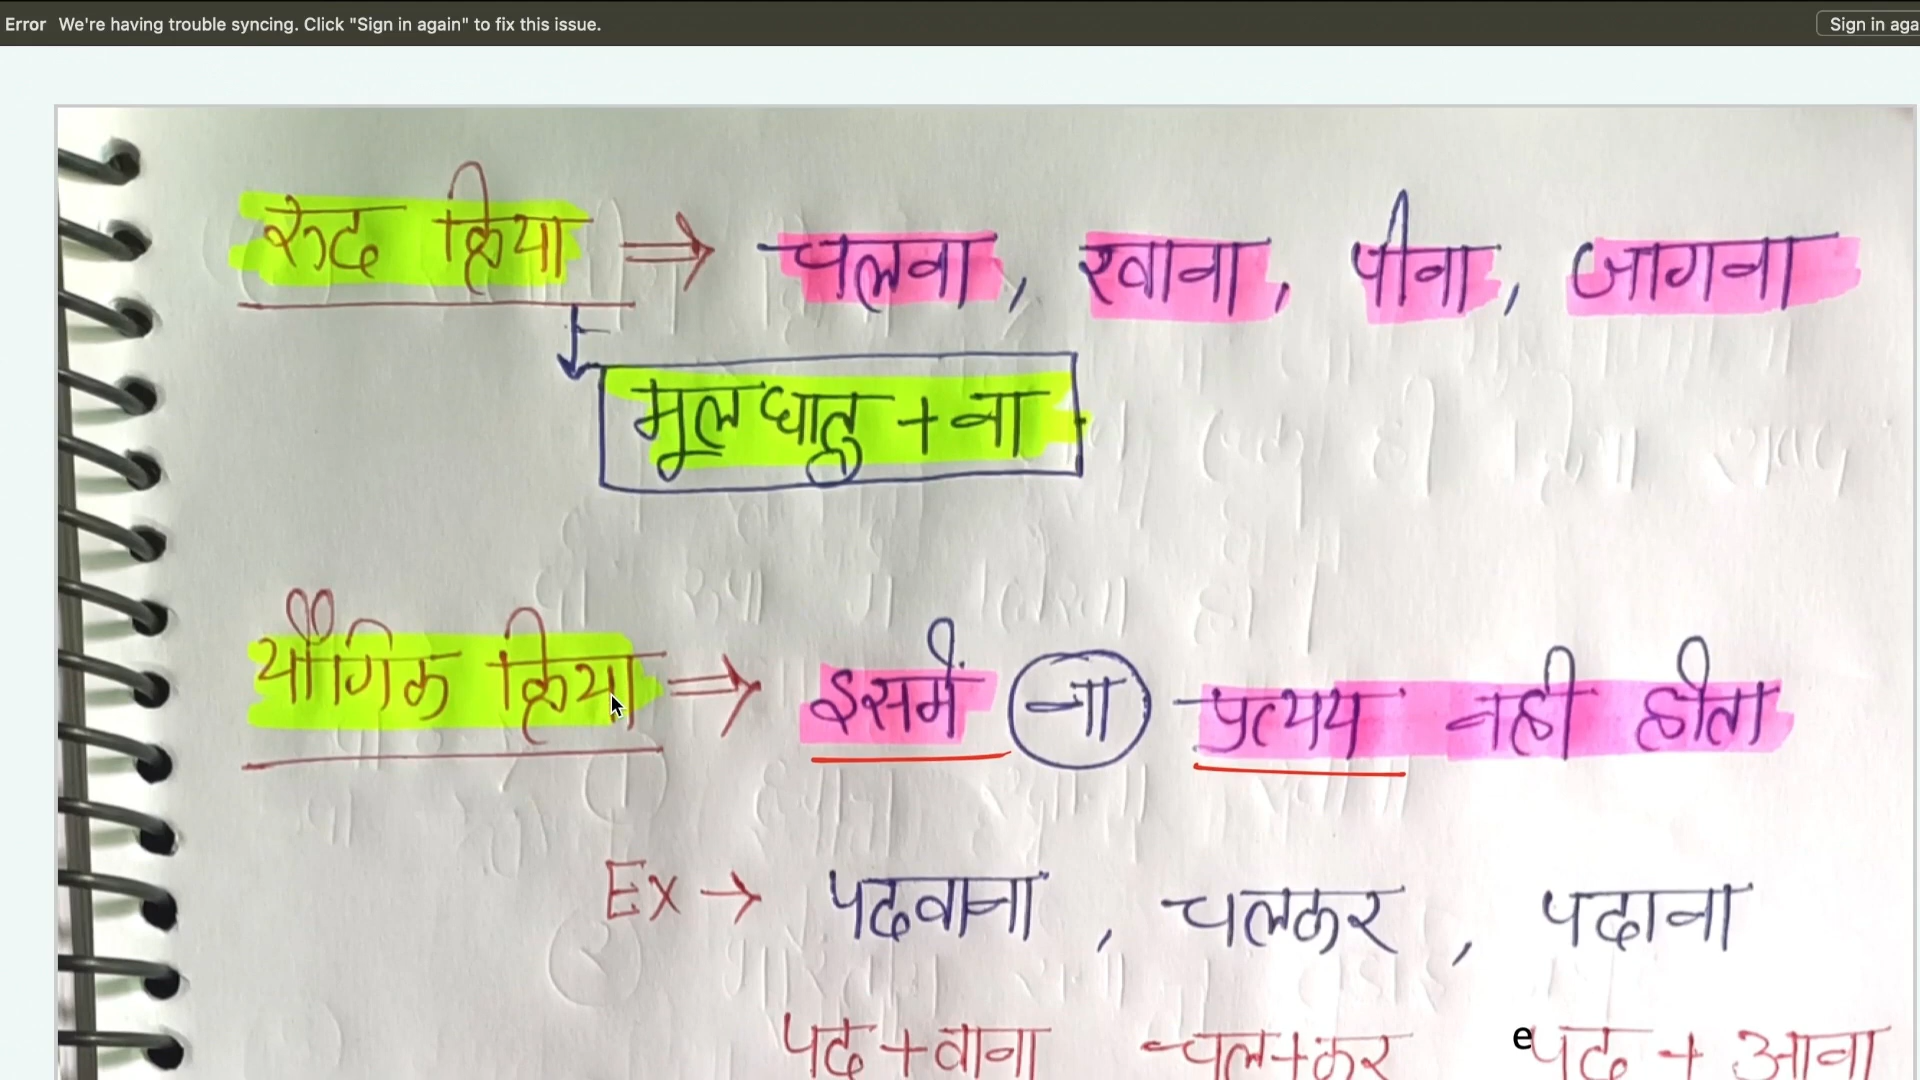 Error We're having trouble syncing. Click "Sign in again" to fix this issue. Sign in aga
रुढ क्रिया ⇒ चलना , खाना , पीना , जागना
मूल धातु + ना
यौगिक क्रिया ⇒ इसमें ना प्रत्यय नही होता
Ex → पढवाना , चलकर , पढाना
पढ + वाना चल + कर e पढ + आना